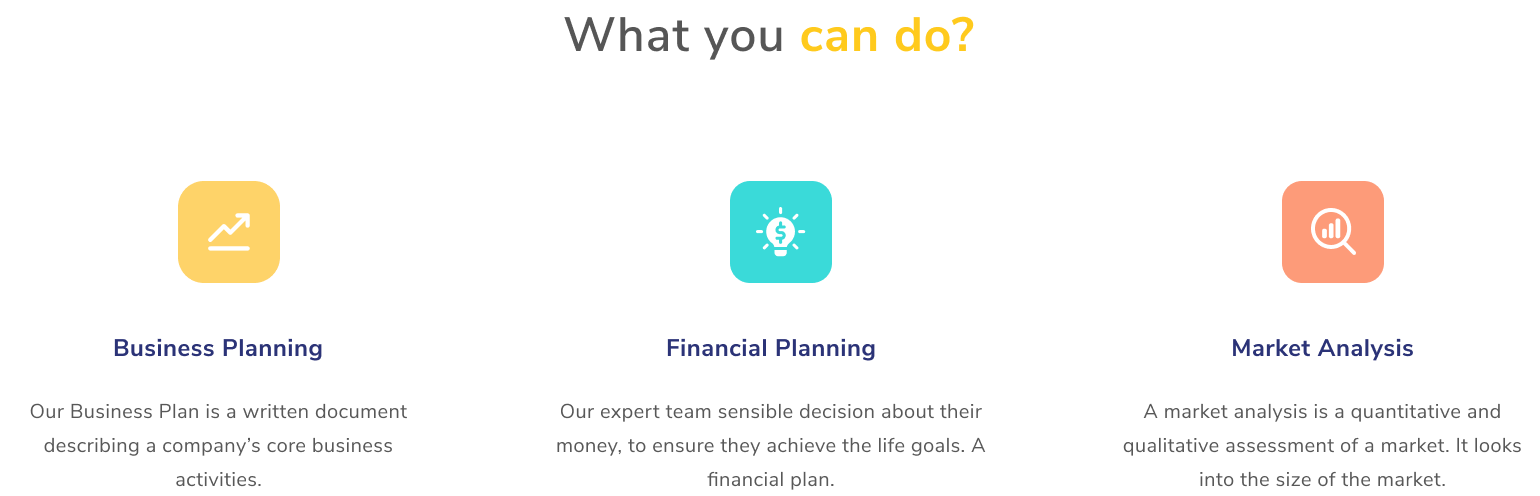 What you can do?
Business Planning
Our Business Plan is a written document
describing a company’s core business
activities.
Financial Planning
Our expert team sensible decision about their
money, to ensure they achieve the life goals. A
financial plan.
Market Analysis
A market analysis is a quantitative and
qualitative assessment of a market. It looks
into the size of the market.